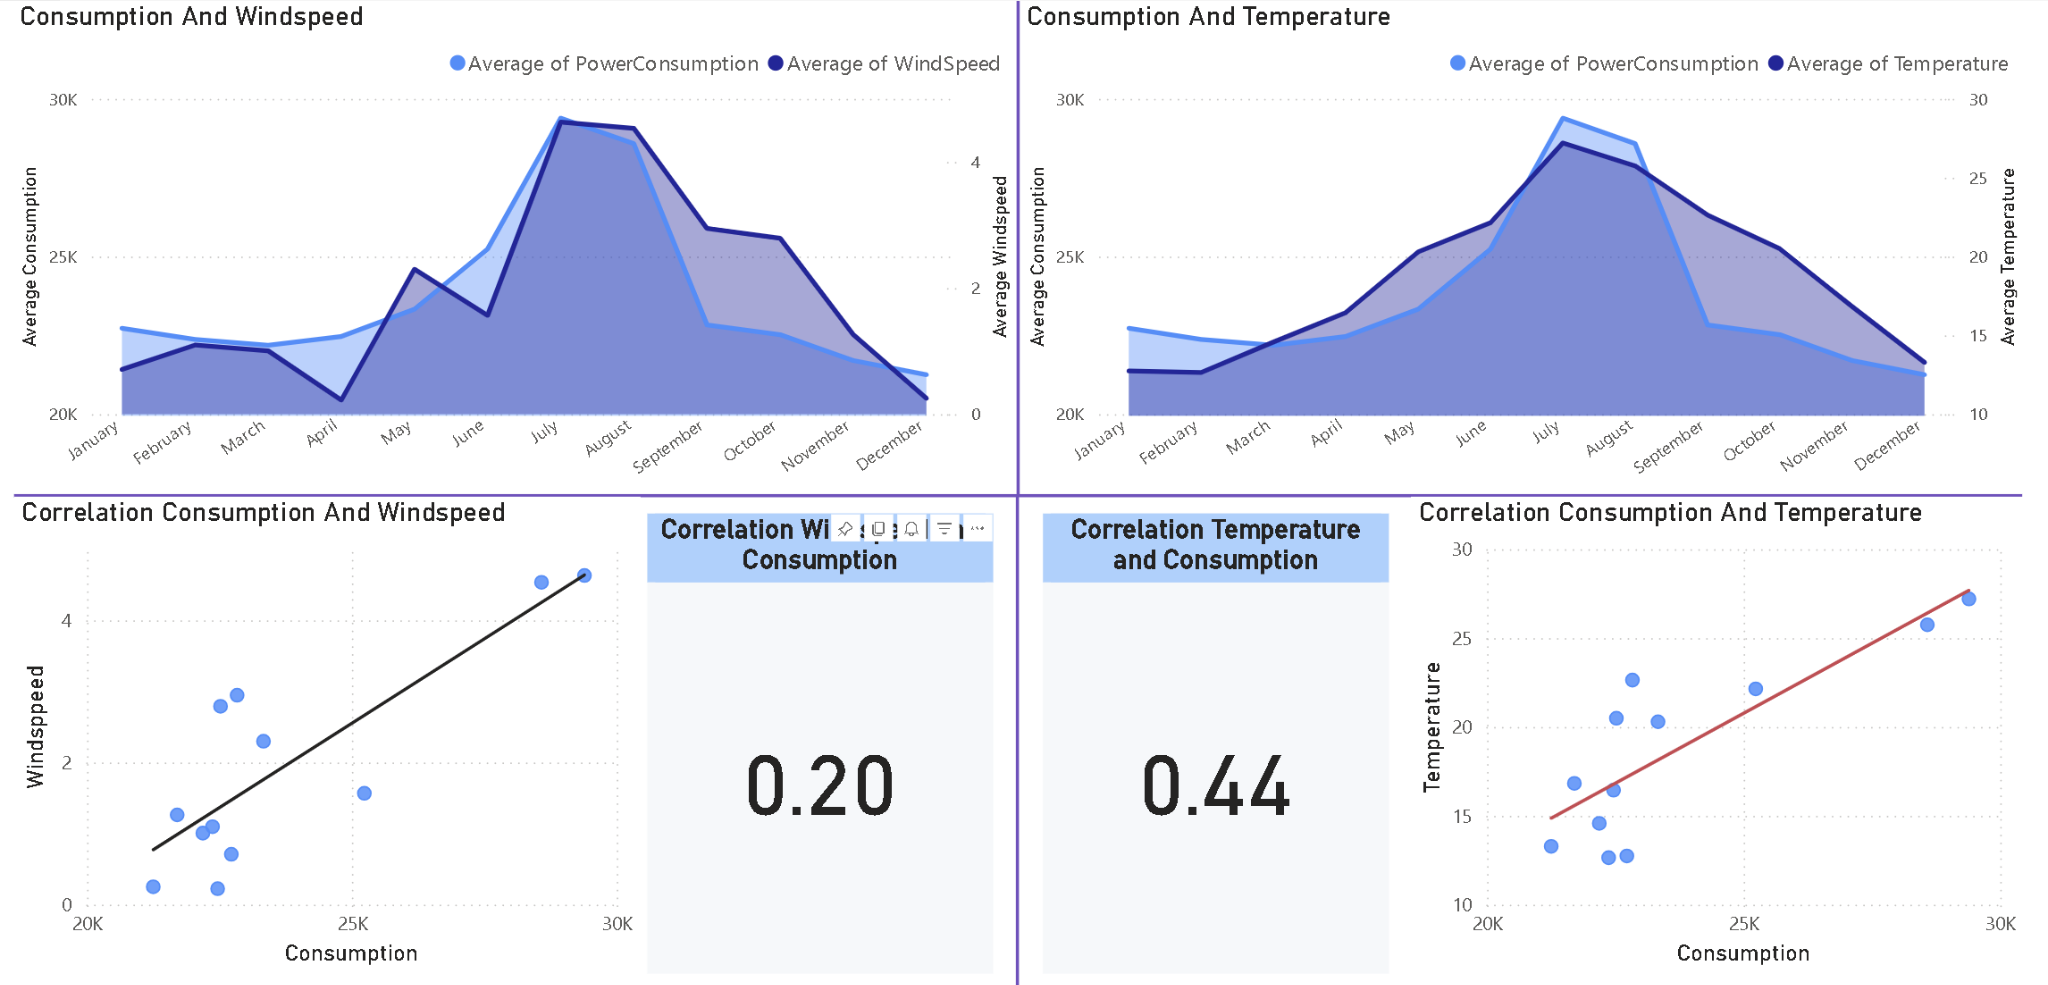 Consumption And Windspeed
Average of PowerConsumption Average of WindSpeed
30K
25K
20K
4
2
0
Average Consumption
Average Windspeed
January February March April May June July August September October November December
Consumption And Temperature
Average of PowerConsumption Average of Temperature
30K
25K
20K
30
25
20
15
10
Average Consumption
Average Temperature
January February March April May June July August September October November December
Correlation Consumption And Windspeed
4
2
0
20K 25K 30K
Windsppeed
Consumption
Correlation
Consumption
0.20
Correlation Temperature
and Consumption
0.44
Correlation Consumption And Temperature
30
25
20
15
10
20K 25K 30K
Temperature
Consumption